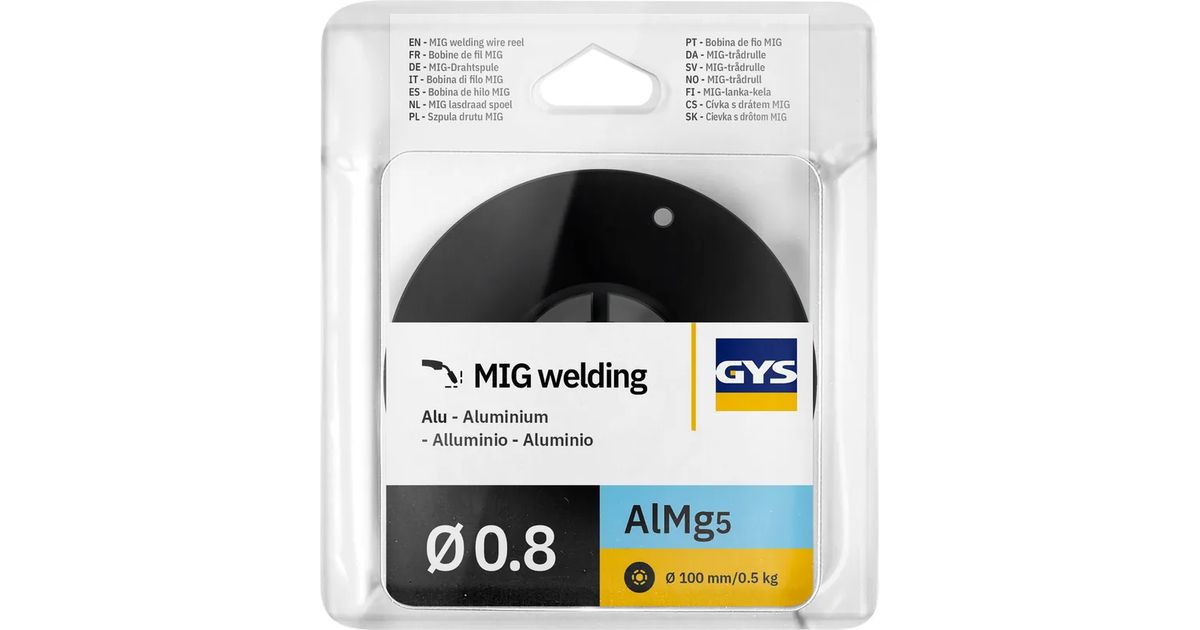 EN - MIG welding wire reel
FR - Bobine de fil MIG
DE - MIG-Drahtspule
IT - Bobina di filo MIG
ES - Bobina de hilo MIG
NL - MIG lasdraad spoel
PL - Szpula drutu MIG
PT - Bobina de fio MIG
DA - MIG-trådrulle
SV - MIG-trådrulle
NO - MIG-trådrull
FI - MIG-lanka-kela
CS - Cívka s drátem MIG
SK - Cievka s drôtom MIG
MIG welding
GYS
Alu - Aluminium
- Alluminio - Aluminio
Ø 0.8
AlMg5
Ø 100 mm/0.5 kg